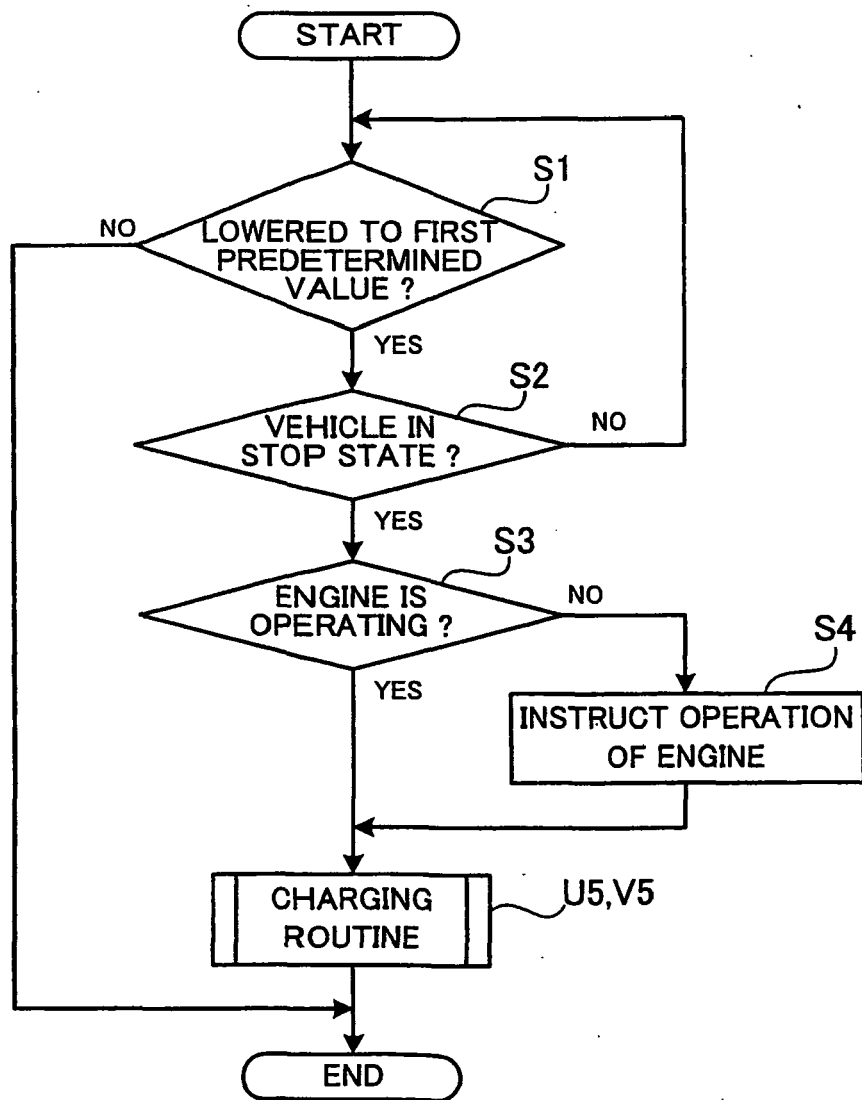 START
S1
NO
LOWERED TO FIRST
PREDETERMINED
VALUE ?
YES
S2
VEHICLE IN
STOP STATE ?
NO
YES
S3
ENGINE IS
OPERATING ?
NO
S4
YES
INSTRUCT OPERATION
OF ENGINE
CHARGING
ROUTINE
U5,V5
END